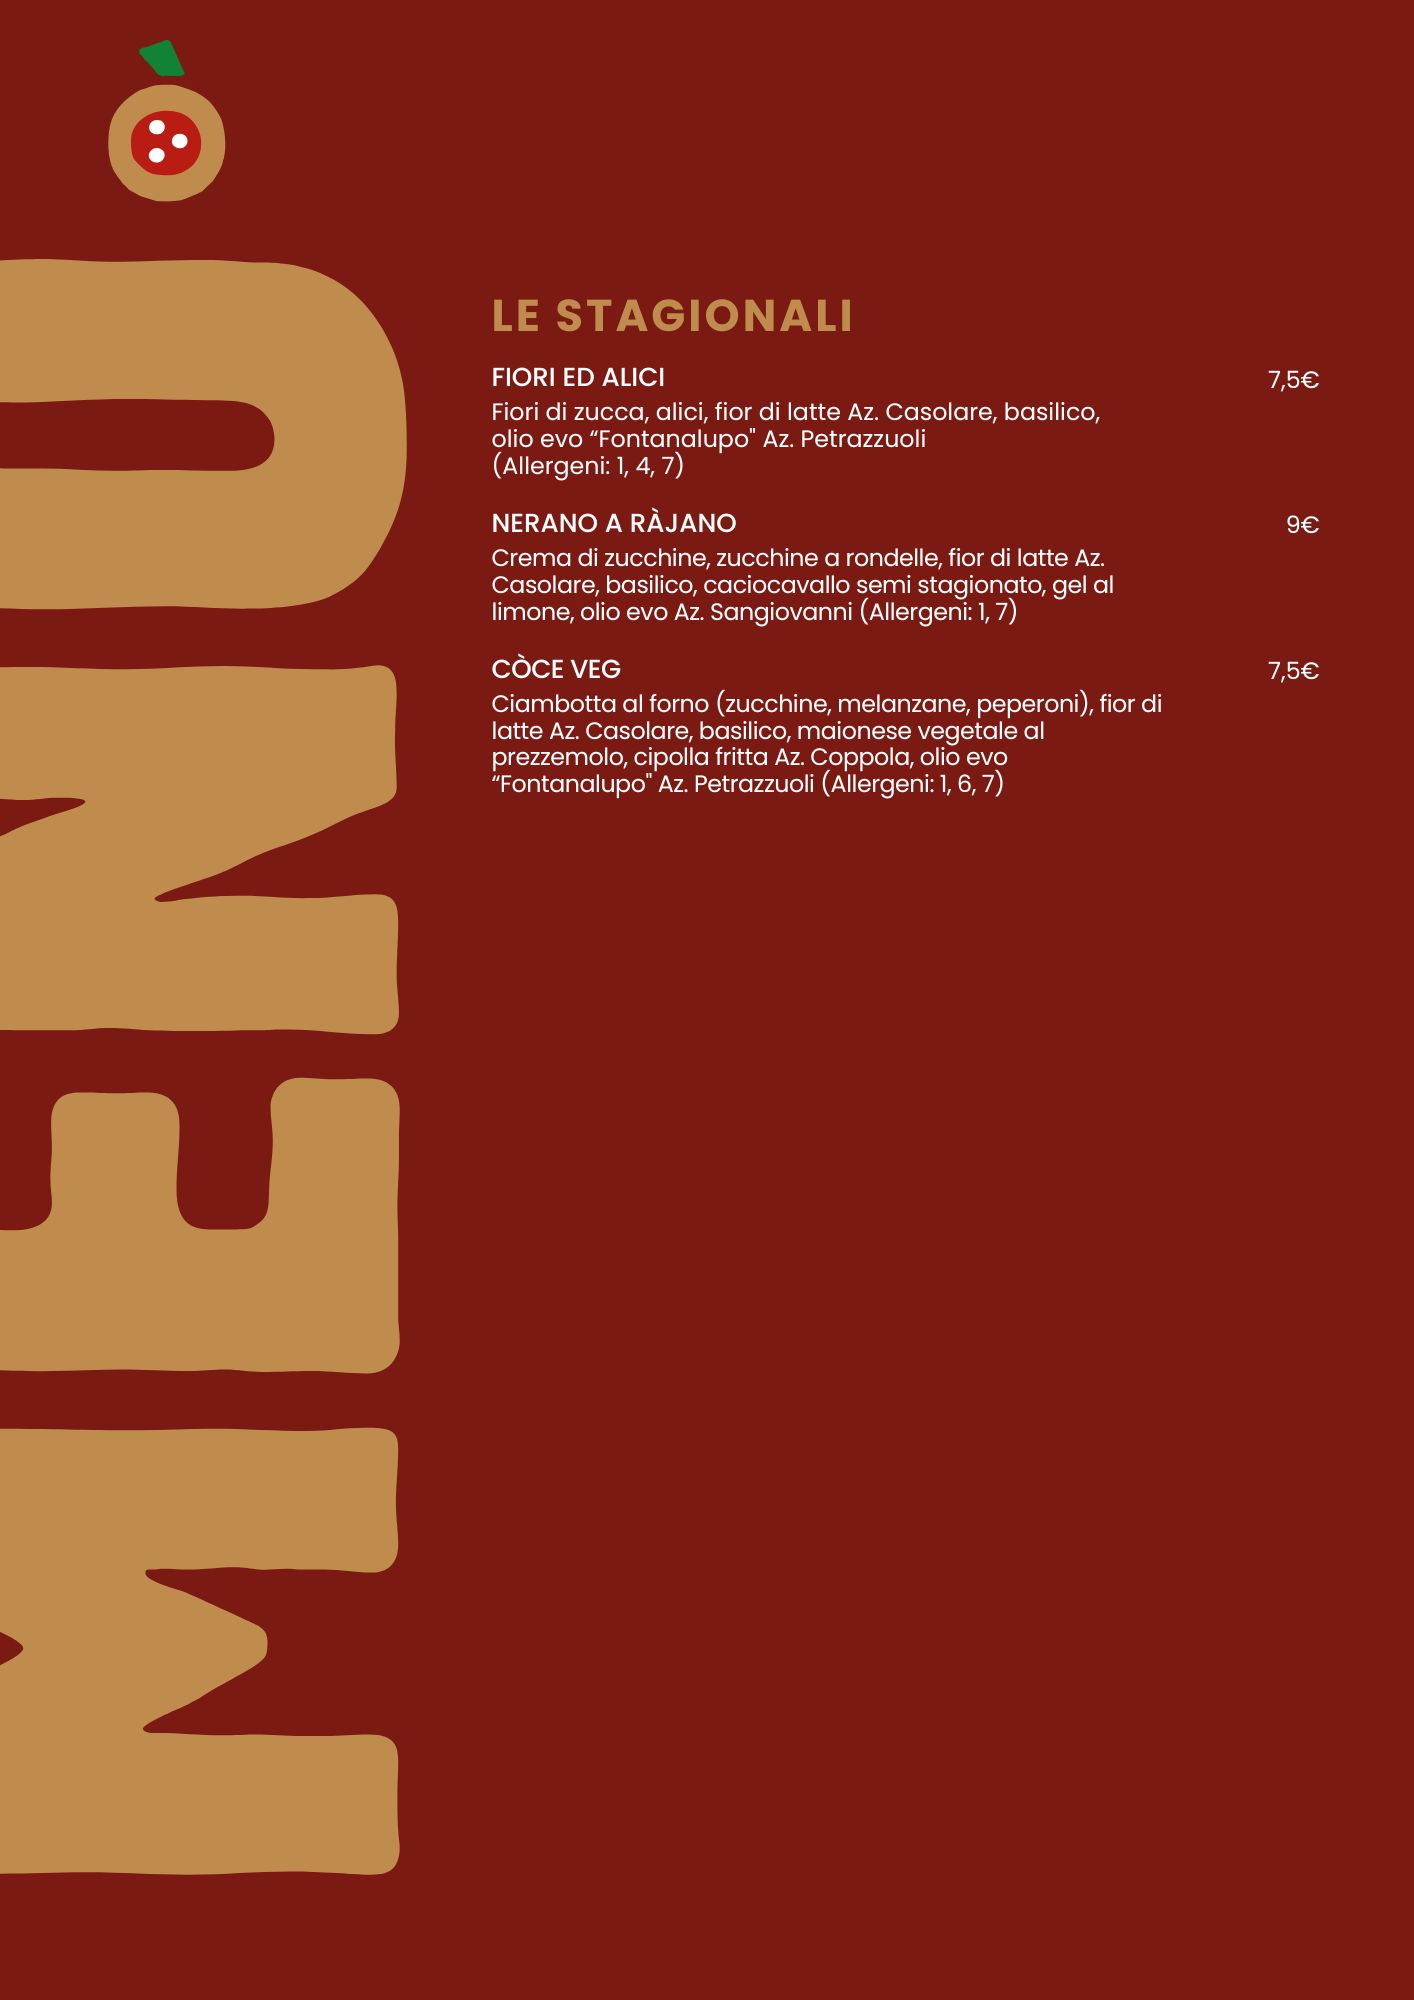 MENU
LE STAGIONALI
FIORI ED ALICI 7,5€
Fiori di zucca, alici, fior di latte Az. Casolare, basilico,
olio evo “Fontanalupo" Az. Petrazzuoli
(Allergeni: 1, 4, 7)
NERANO A RÀJANO 9€
Crema di zucchine, zucchine a rondelle, fior di latte Az.
Casolare, basilico, caciocavallo semi stagionato, gel al
limone, olio evo Az. Sangiovanni (Allergeni: 1, 7)
CÒCE VEG 7,5€
Ciambotta al forno (zucchine, melanzane, peperoni), fior di
latte Az. Casolare, basilico, maionese vegetale al
prezzemolo, cipolla fritta Az. Coppola, olio evo
“Fontanalupo" Az. Petrazzuoli (Allergeni: 1, 6, 7)